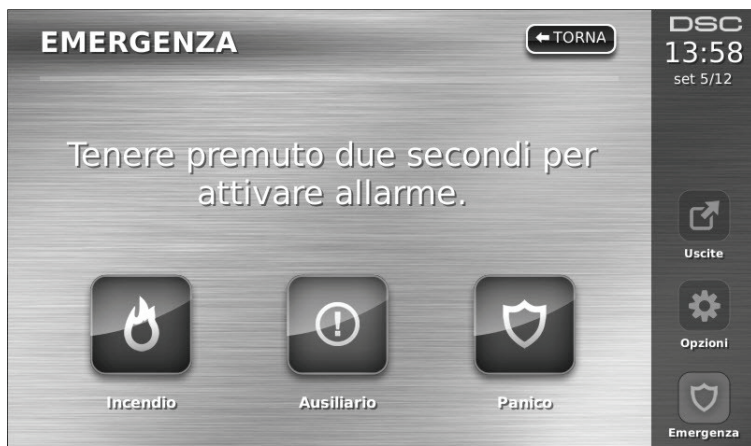 EMERGENZA
TORNA
DSC
13:58
set 5/12
Tenere premuto due secondi per
attivare allarme.
Uscite
Opzioni
Incendio
Ausiliario
Panico
Emergenza